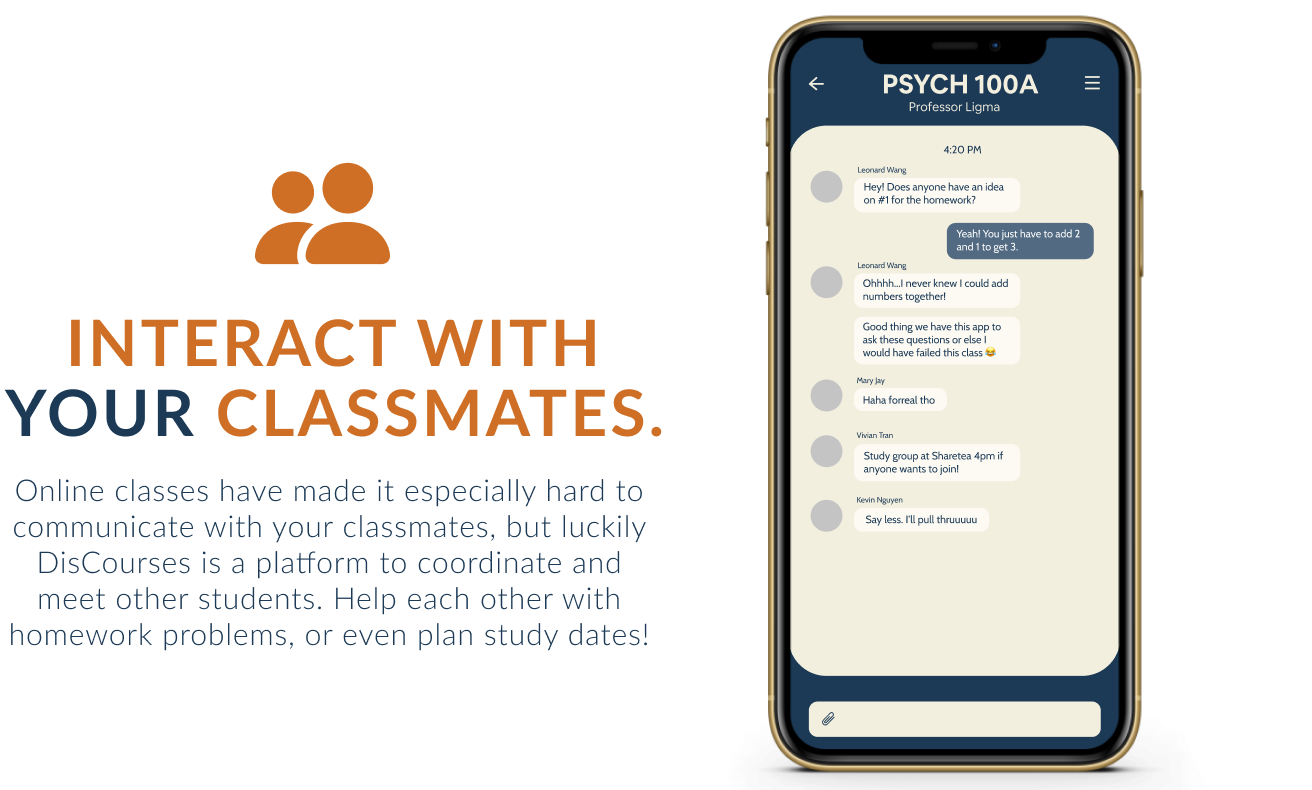 INTERACT WITH
YOUR CLASSMATES.
Online classes have made it especially hard to
communicate with your classmates, but luckily
DisCourses is a platform to coordinate and
meet other students. Help each other with
homework problems, or even plan study dates!
PSYCH 100A
Professor Ligma
4:20 PM
Leonard Wang
Hey! Does anyone have an idea
on #1 for the homework?
Yeah! You just have to add 2
and 1 to get 3.
Leonard Wang
Ohhhh...I never knew I could add
numbers together!
Good thing we have this app to
ask these questions or else I
would have failed this class 😂
Mary Jay
Haha forreal tho
Vivian Tran
Study group at Sharetea 4pm if
anyone wants to join!
Kevin Nguyen
Say less. I'll pull thruuuuu